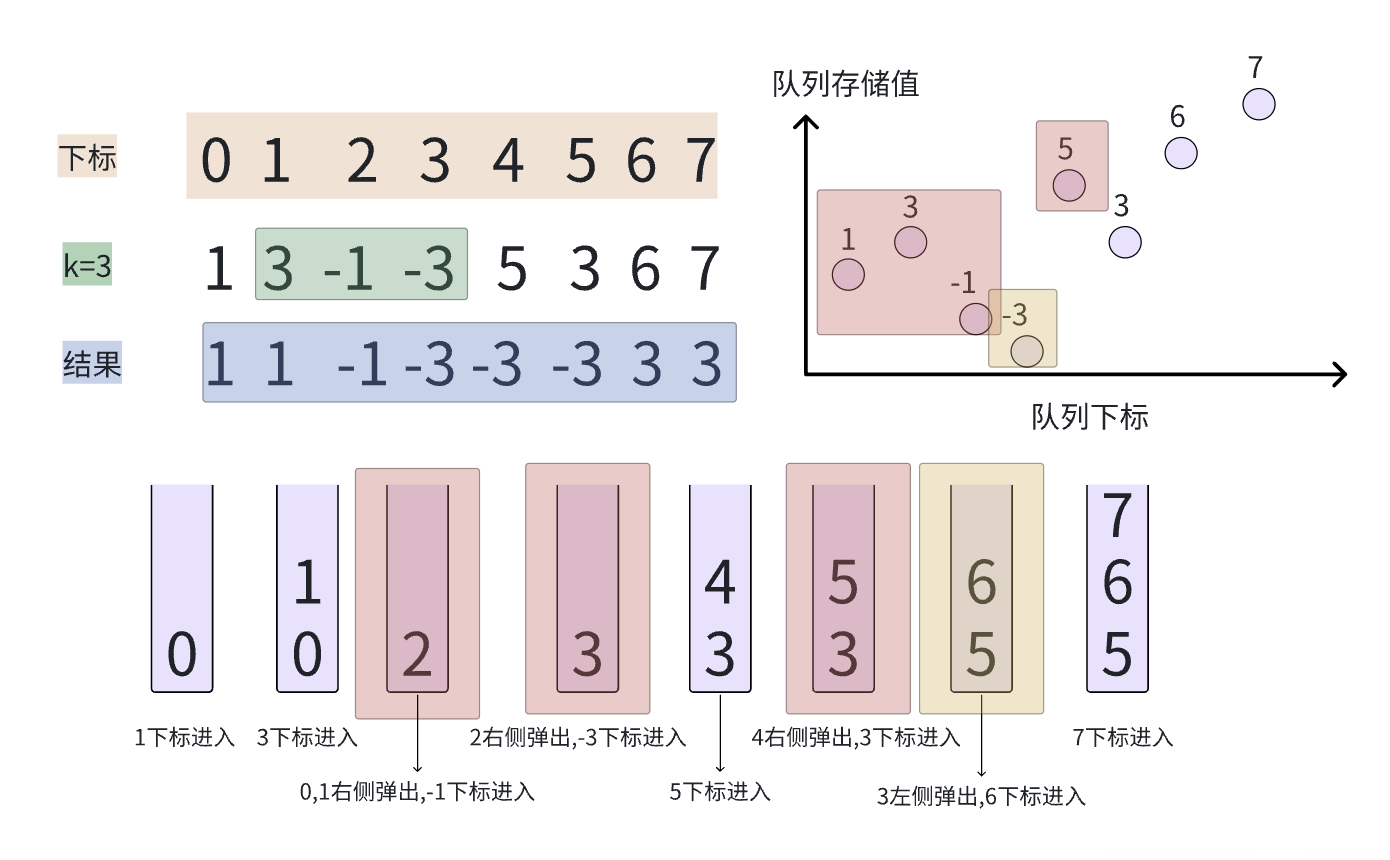 下标 0 1 2 3 4 5 6 7
k=3 1 3 -1 -3 5 3 6 7
结果 1 1 -1 -3 -3 -3 3 3
队列存储值
7
6
5
3
3
1
-1
-3
队列下标
7
1 4 5 6 6
0 0 2 3 3 3 5 5
1下标进入 3下标进入 2右侧弹出,-3下标进入 4右侧弹出,3下标进入 7下标进入
0,1右侧弹出,-1下标进入 5下标进入 3左侧弹出,6下标进入